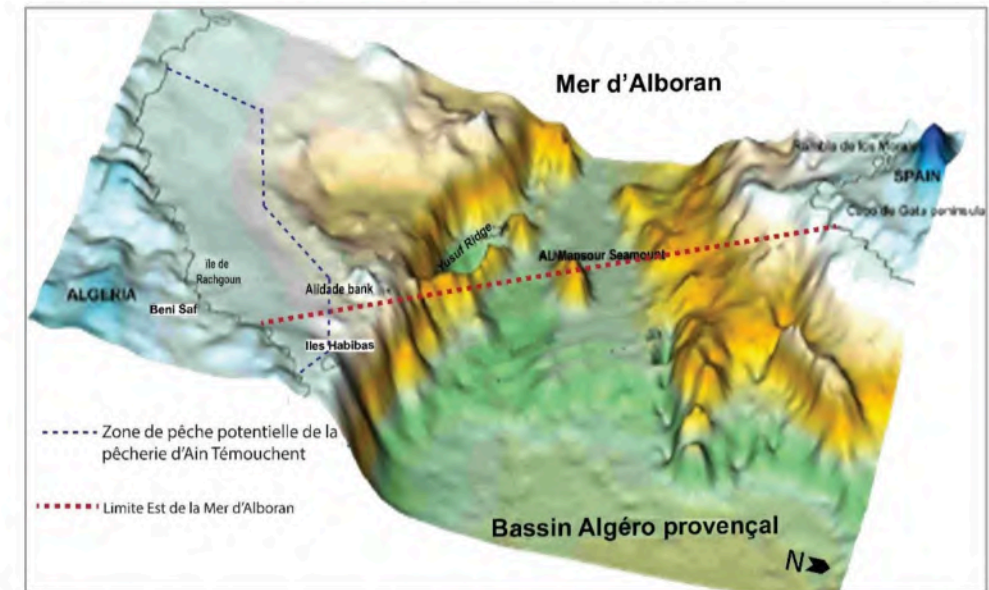 Mer d'Alboran
Rambla de los Morales
SPAIN
Cabo de Gata peninsula
Yusuf Ridge
Al Mansour Seamount
île de
Rachgoun
Alidade bank
ALGERIA
Beni Saf
Iles Habibas
Zone de pêche potentielle de la
pêcherie d'Ain Témouchent
Limite Est de la Mer d'Alboran
Bassin Algéro provençal
N